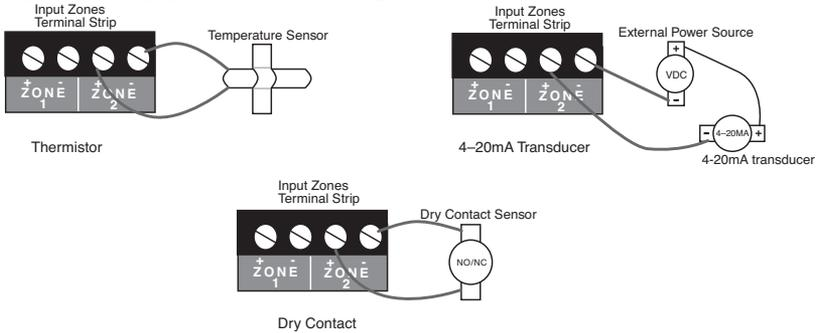 Input Zones
Terminal Strip
Temperature Sensor
+ - + -
ZONE ZONE
1 2
Thermistor
Input Zones
Terminal Strip
External Power Source
+
VDC
-
+ - + -
ZONE ZONE
1 2
- 4–20MA +
4–20mA Transducer
4-20mA transducer
Input Zones
Terminal Strip
Dry Contact Sensor
NO/NC
+ - + -
ZONE ZONE
1 2
Dry Contact